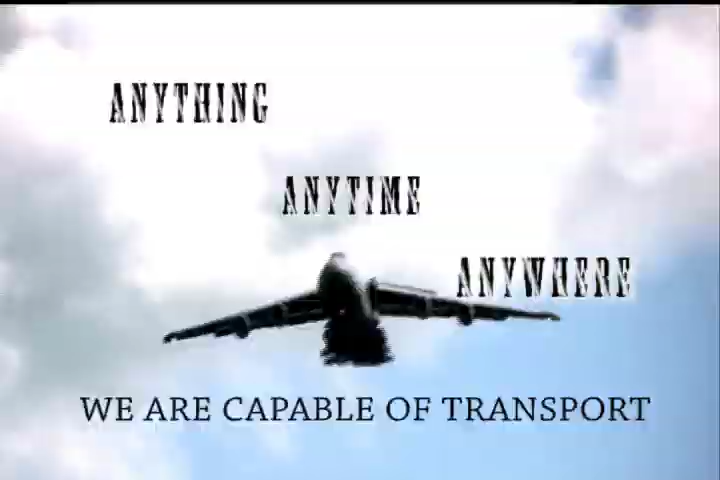 ANYTHING
ANYTIME
ANYWHERE
WE ARE CAPABLE OF TRANSPORT